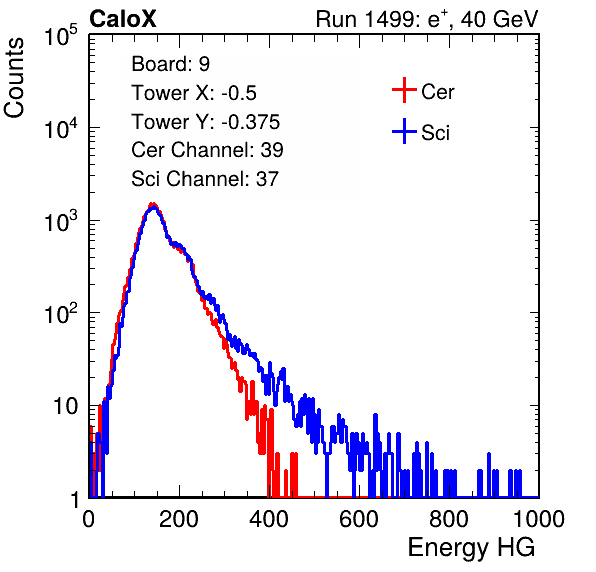 CaloX Run 1499: e⁺, 40 GeV
Board: 9
Tower X: -0.5
Tower Y: -0.375
Cer Channel: 39
Sci Channel: 37
Cer
Sci
Counts
10⁵
10⁴
10³
10²
10
1
0 200 400 600 800 1000
Energy HG